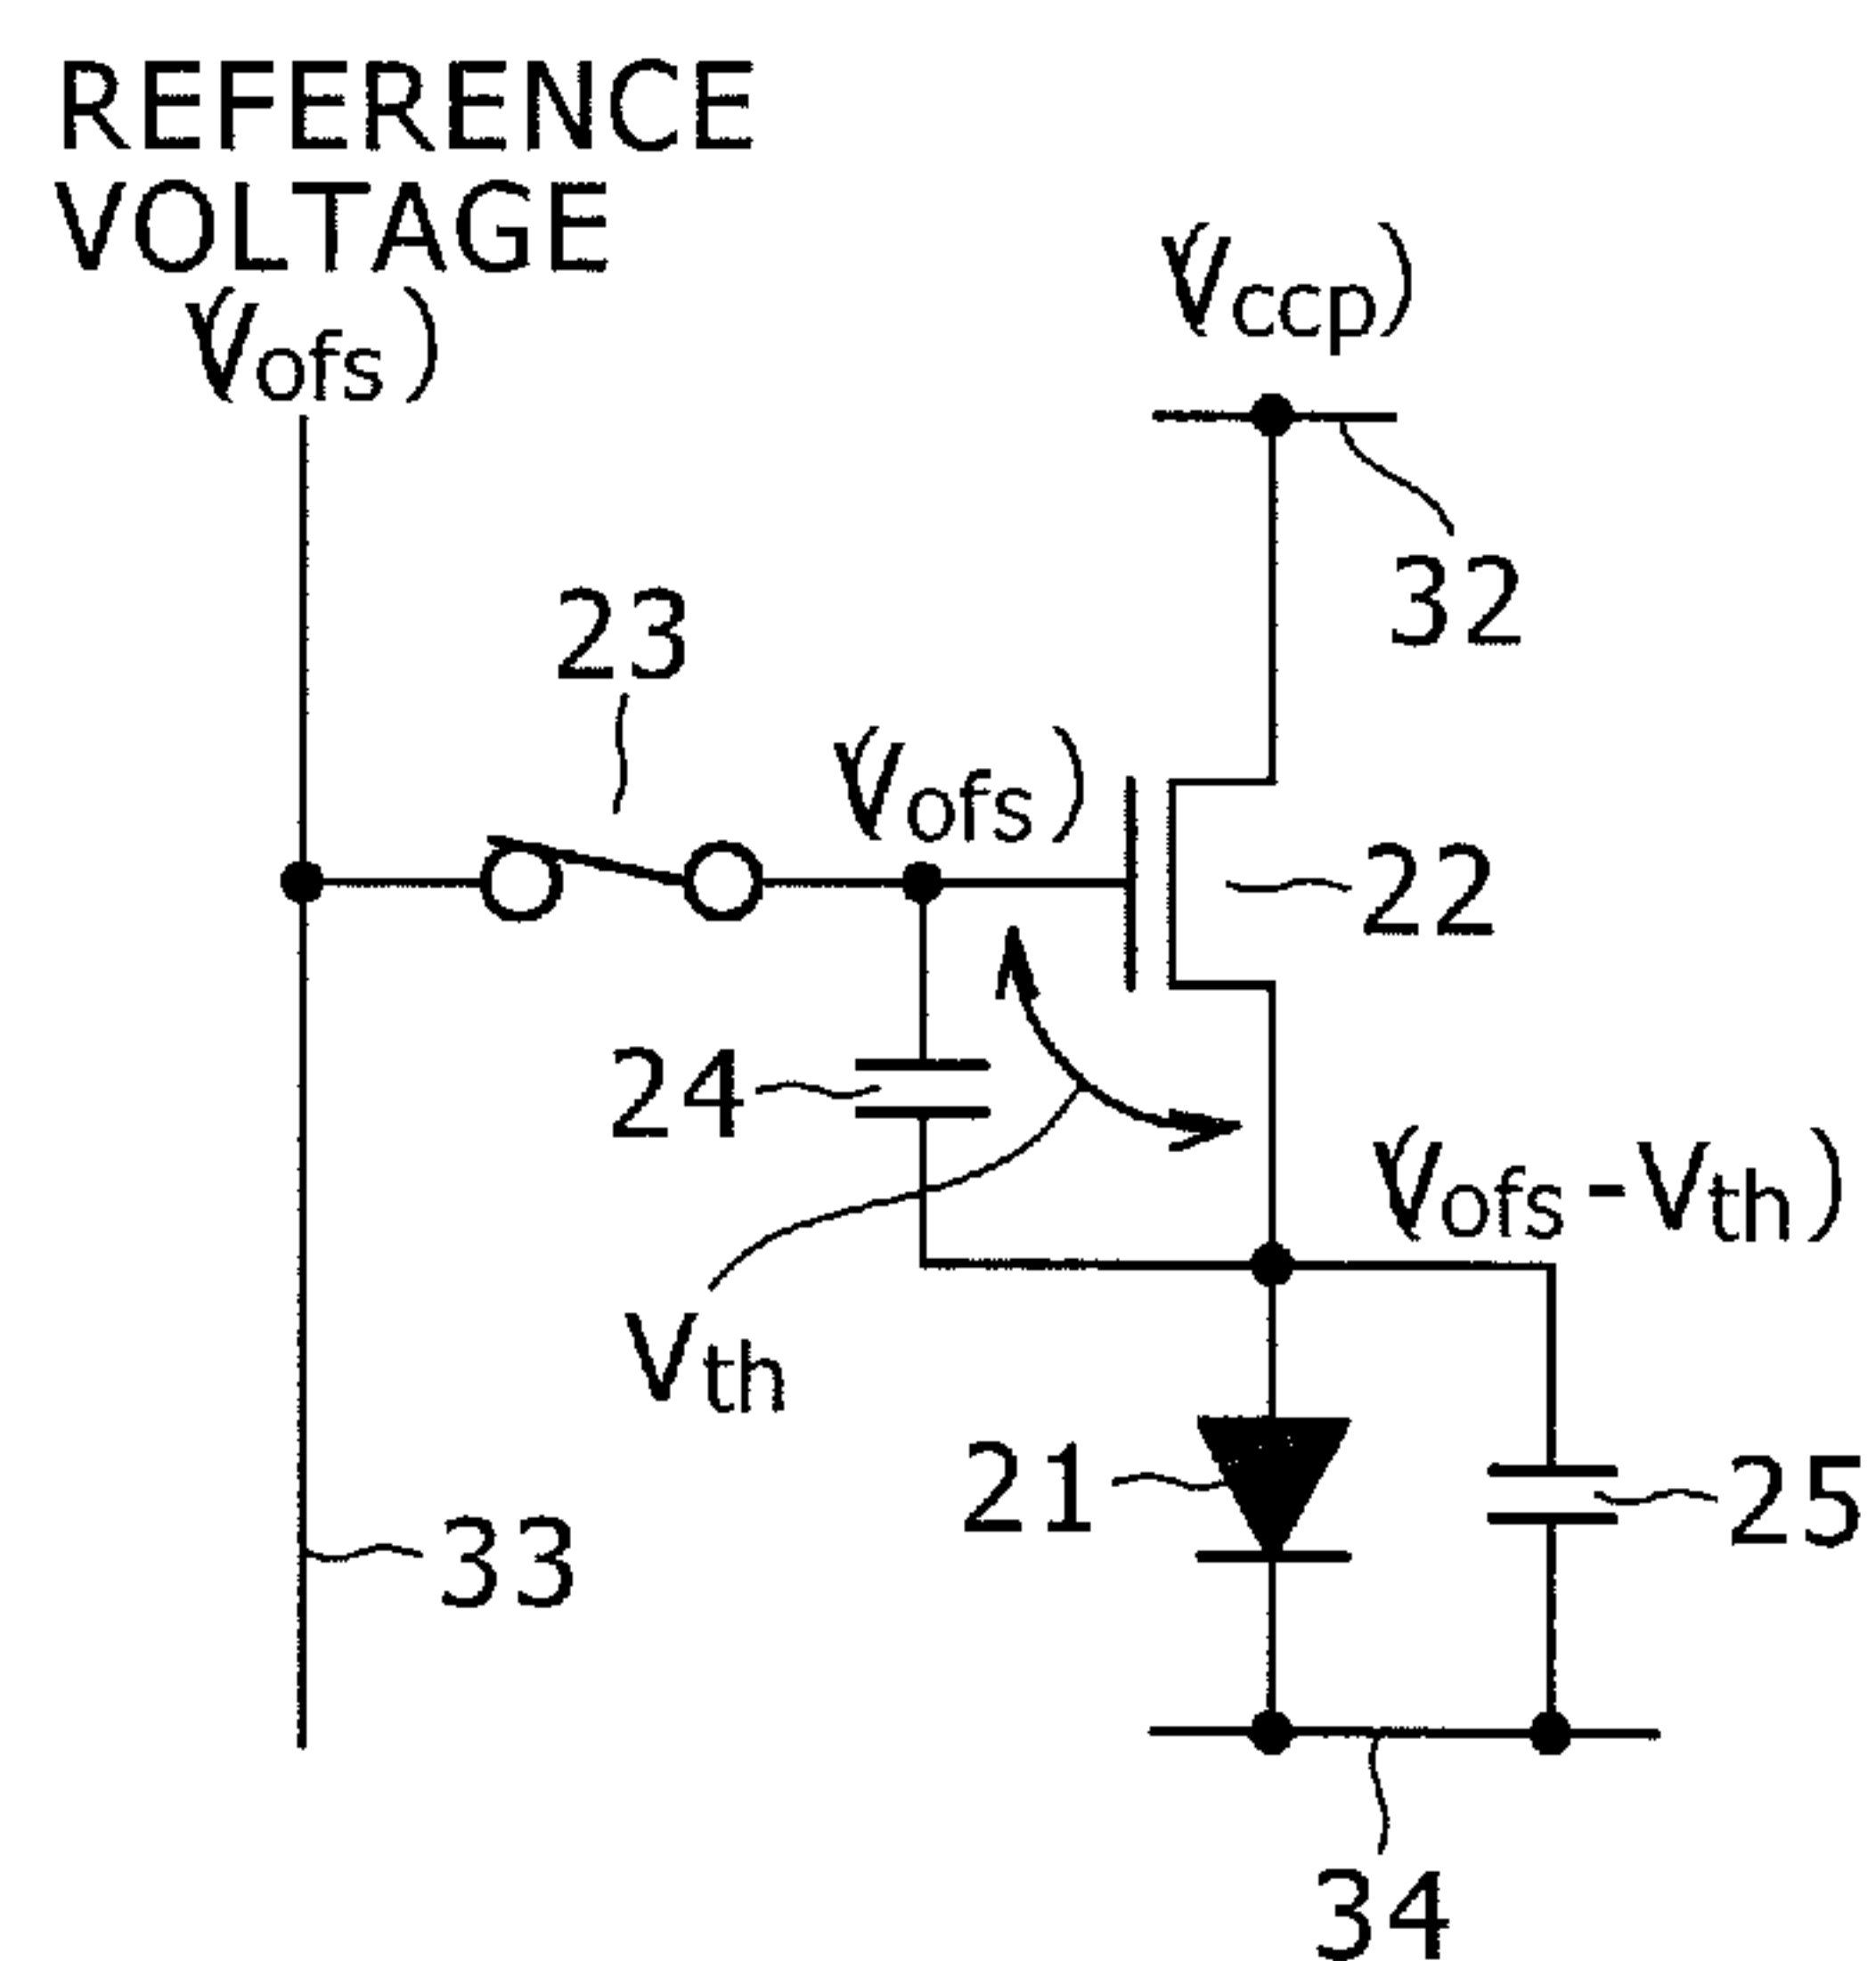 REFERENCE
VOLTAGE
(Vofs)
(Vccp)
32
23
(Vofs)
22
24
(Vofs-Vth)
Vth
21
25
33
34